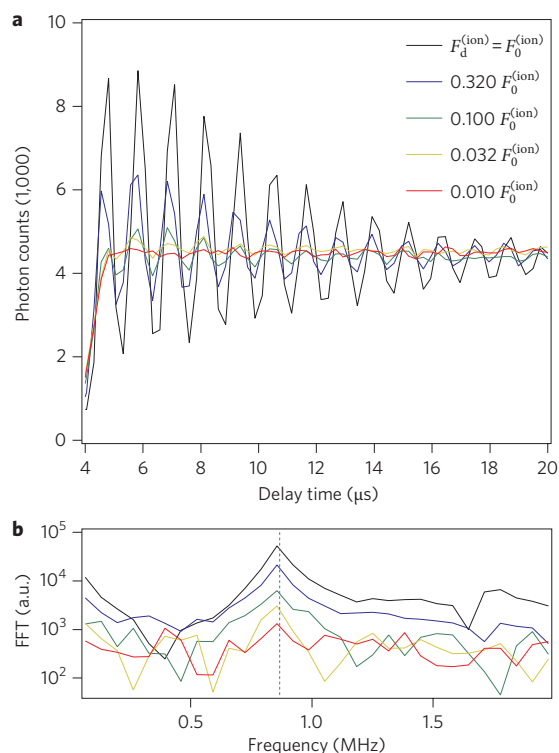 a
10
8
6
4
2
0
Photon counts (1,000)
F_d^(ion) = F_0^(ion)
0.320 F_0^(ion)
0.100 F_0^(ion)
0.032 F_0^(ion)
0.010 F_0^(ion)
4 6 8 10 12 14 16 18 20
Delay time (μs)
b
10^5
10^4
10^3
10^2
FFT (a.u.)
0.5 1.0 1.5
Frequency (MHz)